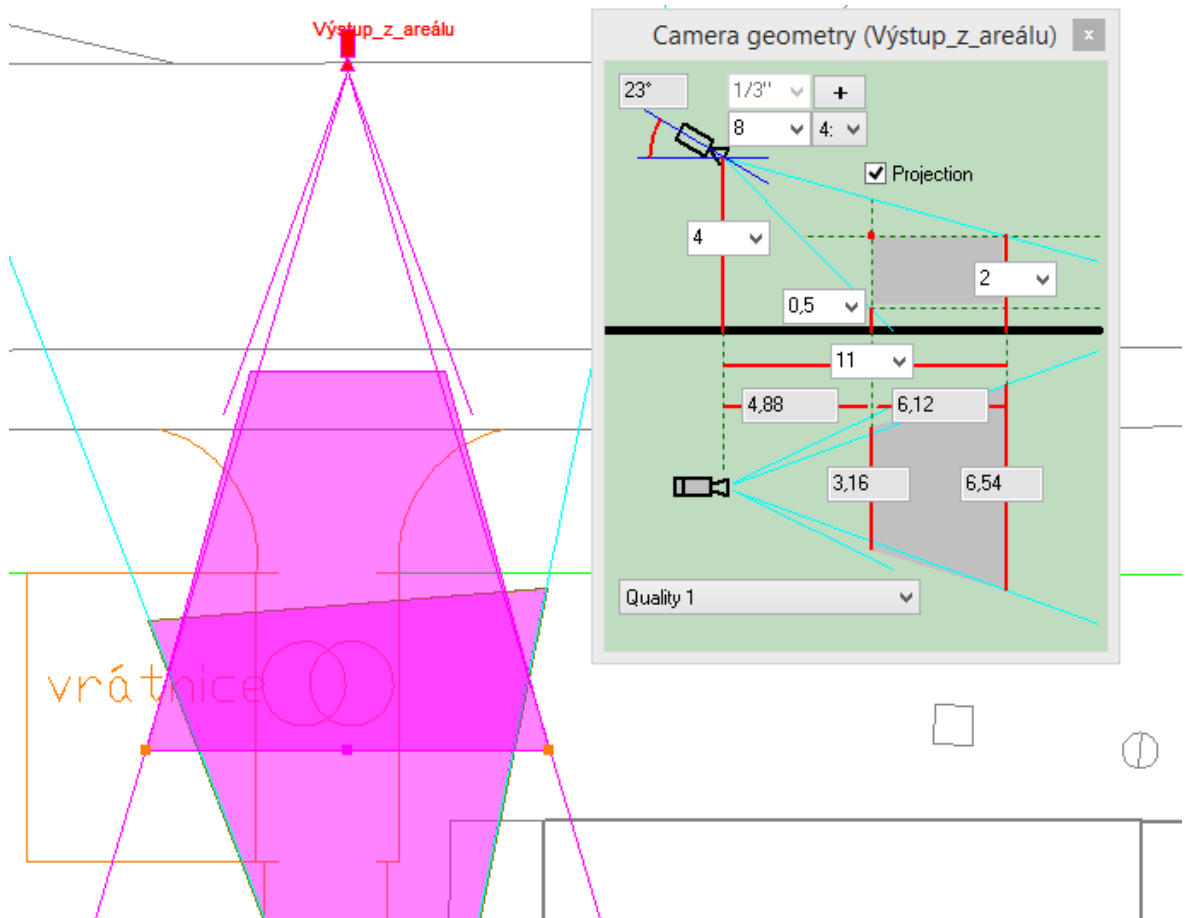 Výstup_z_areálu
Camera geometry (Výstup_z_areálu)
x
23°
1/3"
+
8
4:
Projection
4
2
0,5
11
4,88
6,12
3,16
6,54
Quality 1
vrátnice